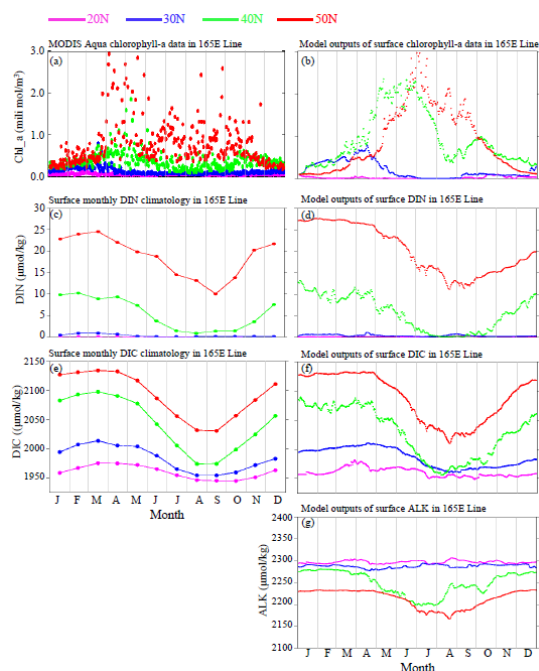 20N 30N 40N 50N
MODIS Aqua chlorophyll-a data in 165E Line
Model outputs of surface chlorophyll-a data in 165E Line
(a)
(b)
Chl_a (mili mol/m³)
3.0
2.0
1.0
0.0
Surface monthly DIN climatology in 165E Line
Model outputs of surface DIN in 165E Line
(c)
(d)
DIN (μmol/kg)
30
25
20
15
10
5
0
Surface monthly DIC climatology in 165E Line
Model outputs of surface DIC in 165E Line
(e)
(f)
DIC ((μmol/kg)
2150
2100
2050
2000
1950
J F M A M J J A S O N D
Month
Model outputs of surface ALK in 165E Line
(g)
ALK (μmol/kg)
2400
2300
2250
2200
2150
2100
J F M A M J J A S O N D
Month